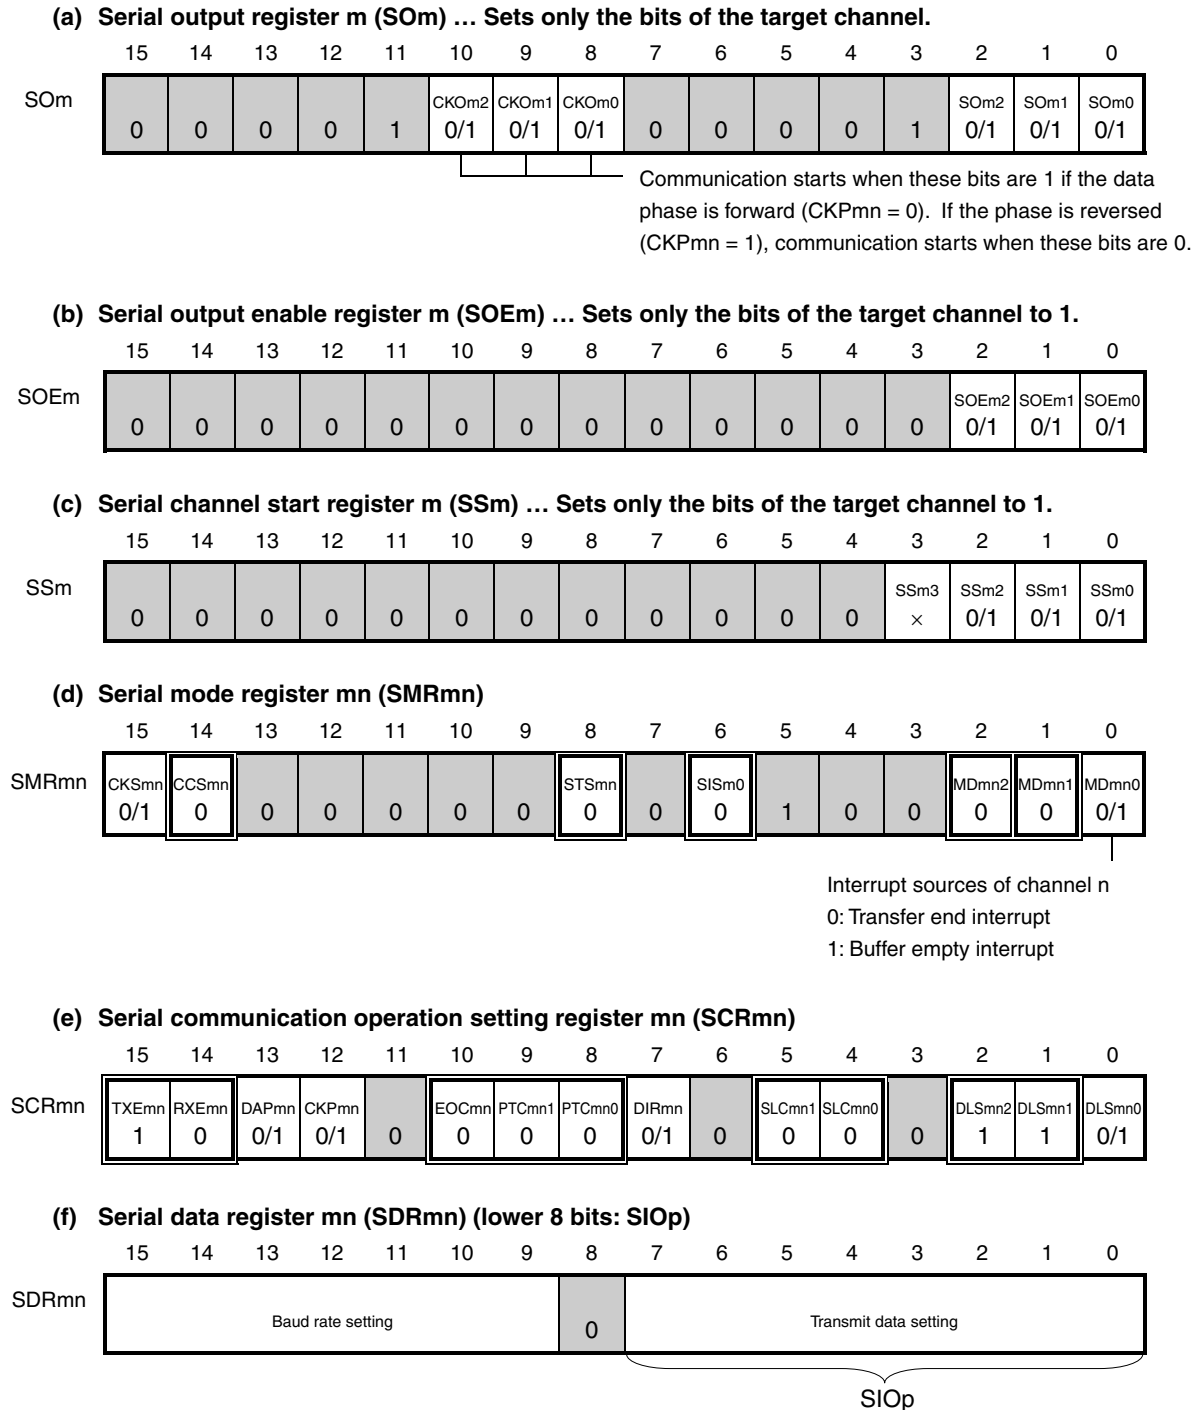 (a) Serial output register m (SOm) … Sets only the bits of the target channel.
15 14 13 12 11 10 9 8 7 6 5 4 3 2 1 0
SOm
CKOm2 CKOm1 CKOm0 SOm2 SOm1 SOm0
0 0 0 0 1 0/1 0/1 0/1 0 0 0 0 1 0/1 0/1 0/1
Communication starts when these bits are 1 if the data
phase is forward (CKPmn = 0). If the phase is reversed
(CKPmn = 1), communication starts when these bits are 0.
(b) Serial output enable register m (SOEm) … Sets only the bits of the target channel to 1.
15 14 13 12 11 10 9 8 7 6 5 4 3 2 1 0
SOEm
SOEm2 SOEm1 SOEm0
0 0 0 0 0 0 0 0 0 0 0 0 0 0/1 0/1 0/1
(c) Serial channel start register m (SSm) … Sets only the bits of the target channel to 1.
15 14 13 12 11 10 9 8 7 6 5 4 3 2 1 0
SSm
SSm3 SSm2 SSm1 SSm0
0 0 0 0 0 0 0 0 0 0 0 0 × 0/1 0/1 0/1
(d) Serial mode register mn (SMRmn)
15 14 13 12 11 10 9 8 7 6 5 4 3 2 1 0
SMRmn
CKSmn CCSmn STSmn SISm0 MDmn2 MDmn1 MDmn0
0/1 0 0 0 0 0 0 0 0 0 1 0 0 0 0 0/1
Interrupt sources of channel n
0: Transfer end interrupt
1: Buffer empty interrupt
(e) Serial communication operation setting register mn (SCRmn)
15 14 13 12 11 10 9 8 7 6 5 4 3 2 1 0
SCRmn
TXEmn RXEmn DAPmn CKPmn EOCmn PTCmn1 PTCmn0 DIRmn SLCmn1 SLCmn0 DLSmn2 DLSmn1 DLSmn0
1 0 0/1 0/1 0 0 0 0 0/1 0 0 0 0 1 1 0/1
(f) Serial data register mn (SDRmn) (lower 8 bits: SIOp)
15 14 13 12 11 10 9 8 7 6 5 4 3 2 1 0
SDRmn
Baud rate setting 0 Transmit data setting
SIOp